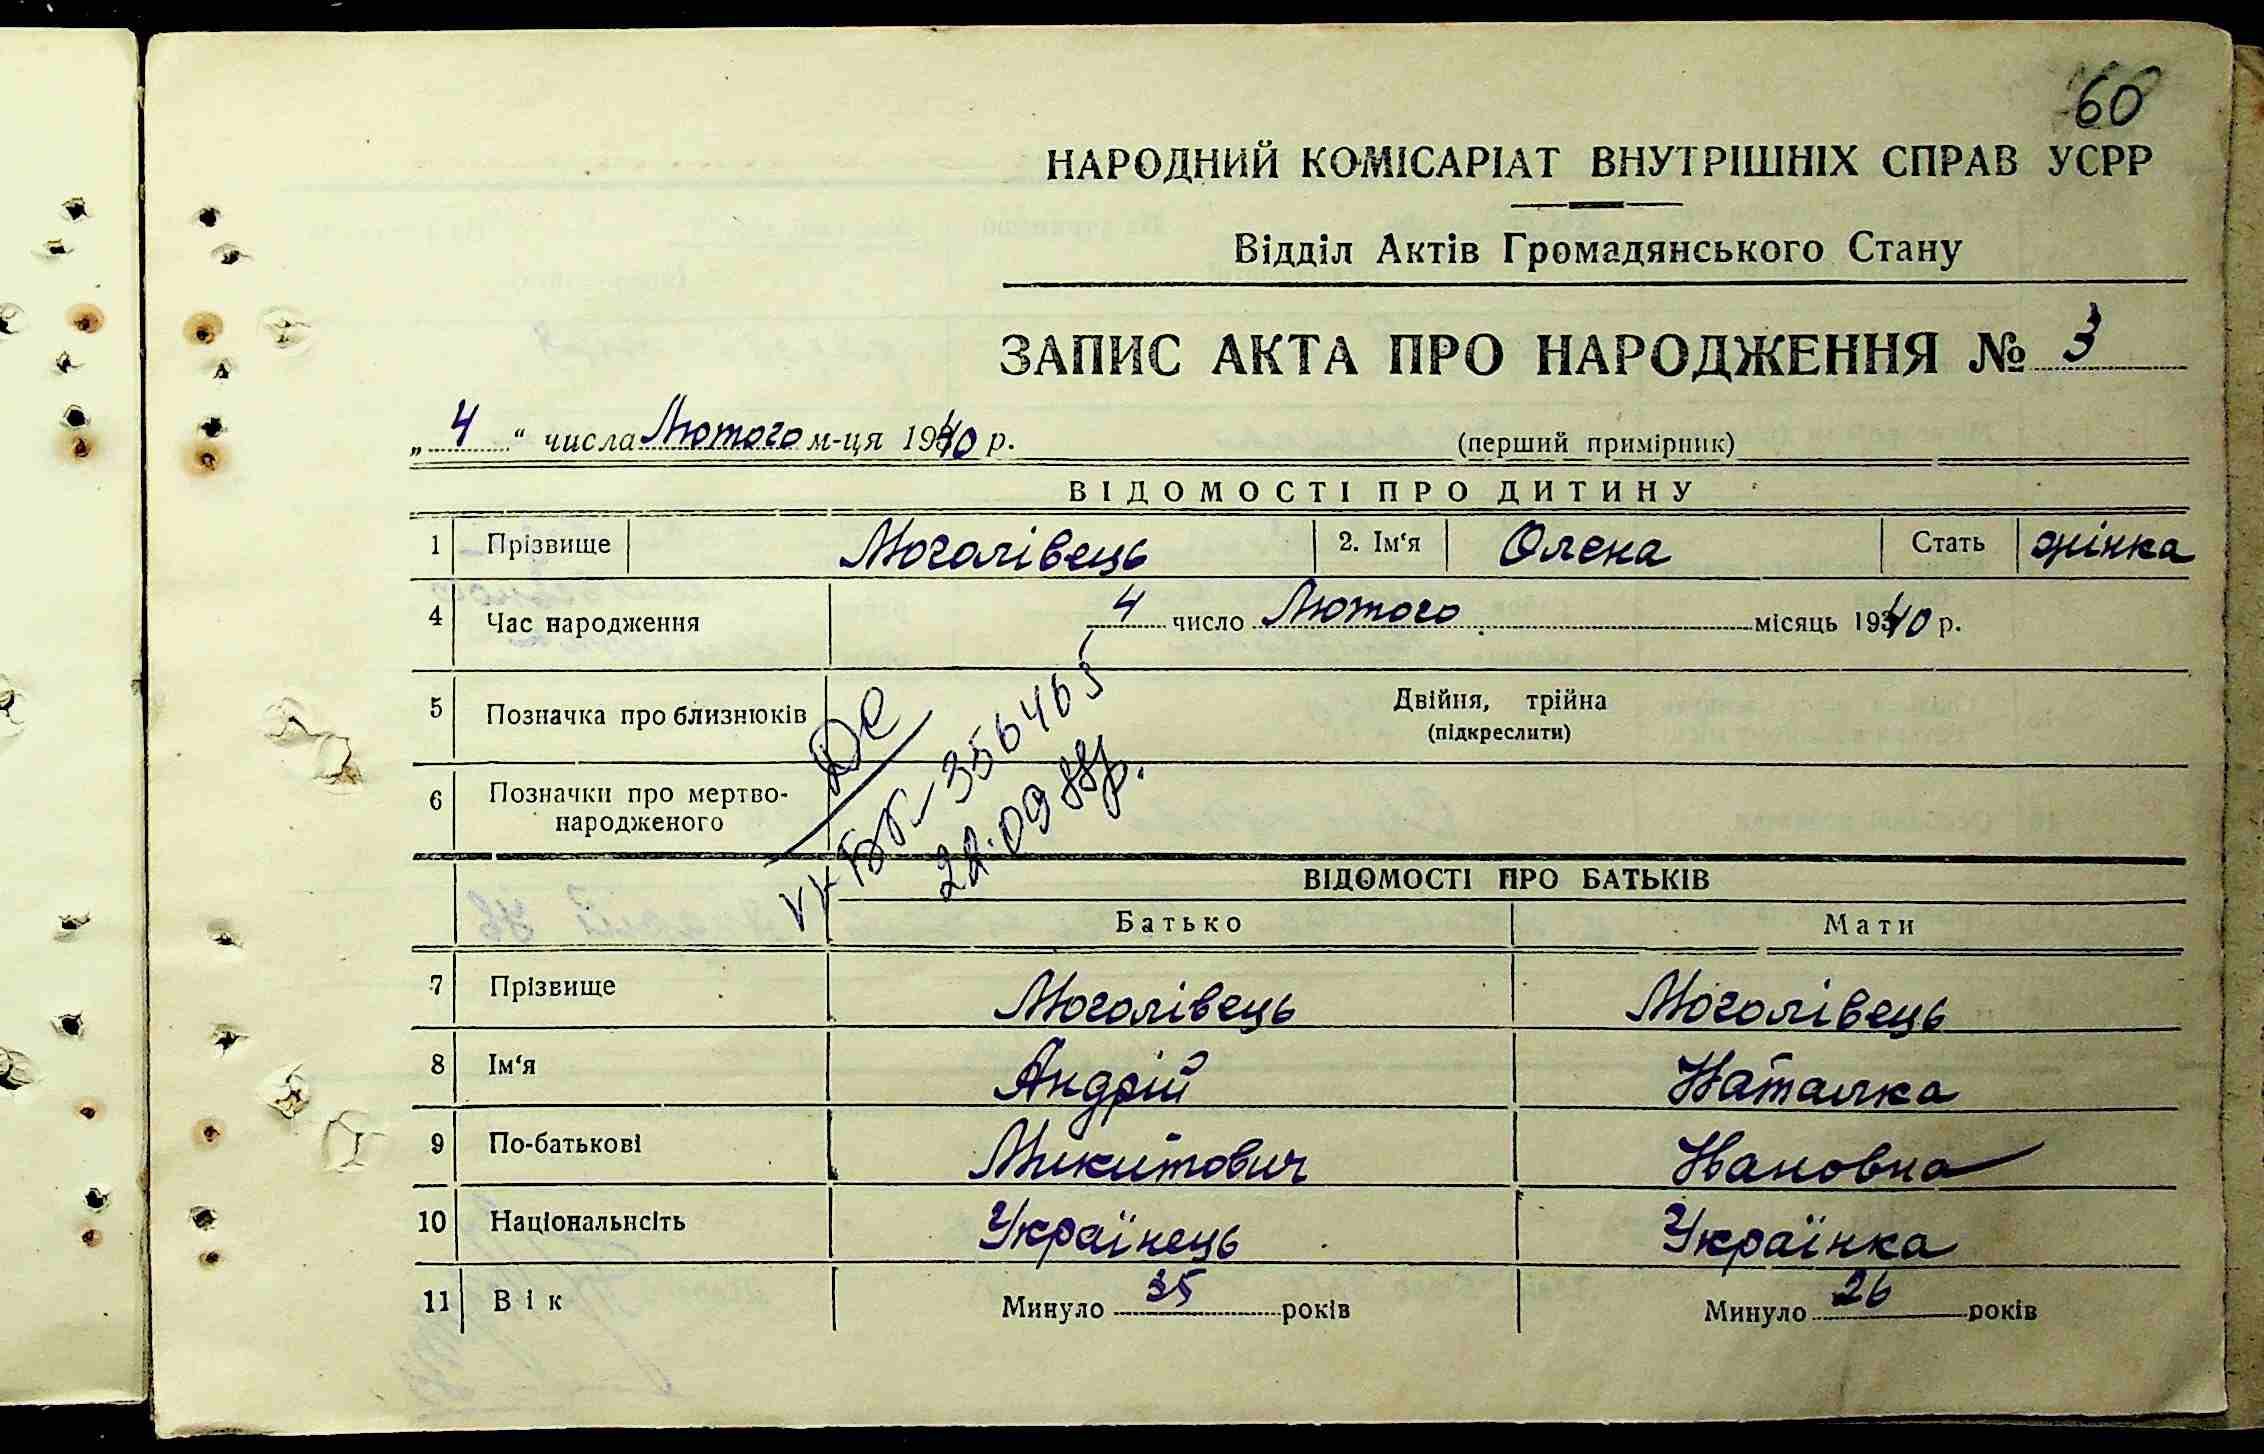 60
НАРОДНИЙ КОМІСАРІАТ ВНУТРІШНІХ СПРАВ УСРР
Відділ Актів Громадянського Стану
ЗАПИС АКТА ПРО НАРОДЖЕННЯ № 3
„ 4 “ числа Лютого м-ця 1940 р.
(перший примірник)
ВІДОМОСТІ ПРО ДИТИНУ
1 Прізвище Моголівець 2. Ім‘я Олена Стать жінка
4 Час народження 4 число Лютого місяць 1940 р.
5 Позначка про близнюків Двійня, трійна
(підкреслити)
6 Позначки про мертво-
народженого
356465
22.09
ВІДОМОСТІ ПРО БАТЬКІВ
Батько Мати
7 Прізвище Моголівець Моголівець
8 Ім‘я Андрій Наталка
9 По-батькові Микитович Івановна
10 Національнсіть Українець Українка
11 Вік Минуло 35 років Минуло 26 років